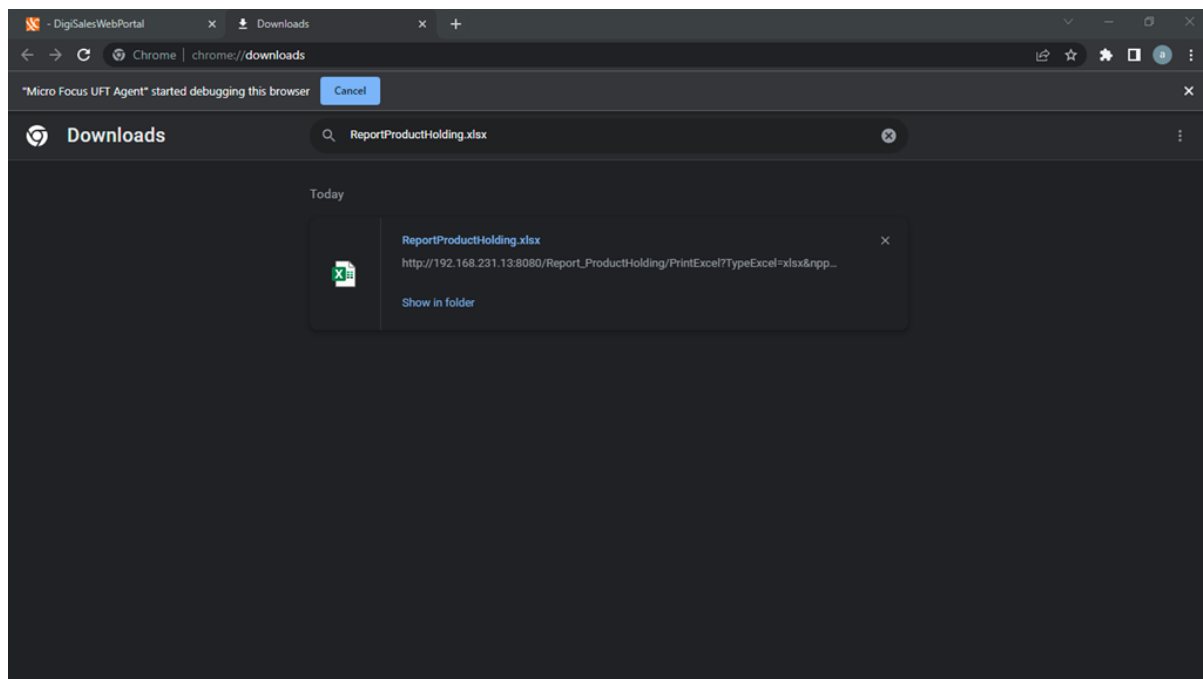 - DigiSalesWebPortal
Downloads
Chrome | chrome://downloads
a
"Micro Focus UFT Agent" started debugging this browser
Cancel
Downloads
ReportProductHolding.xlsx
Today
ReportProductHolding.xlsx
http://192.168.231.13:8080/Report_ProductHolding/PrintExcel?TypeExcel=xlsx&npp...
Show in folder